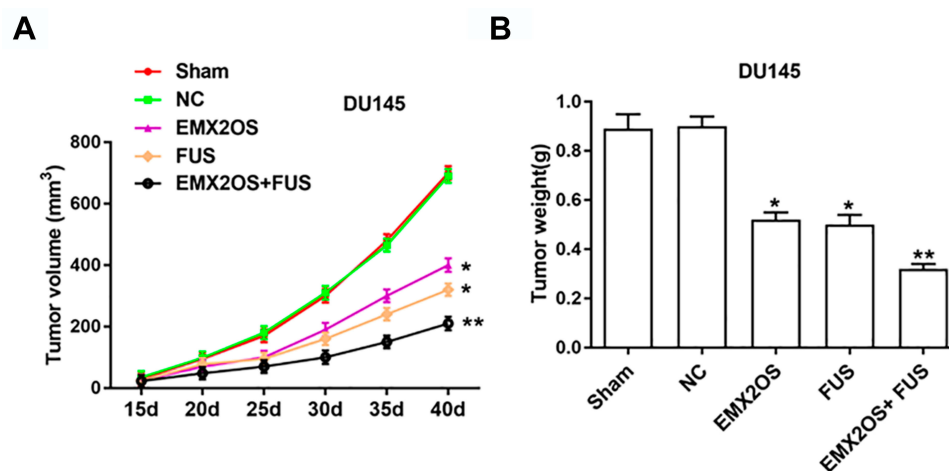 A
Sham
NC
EMX2OS
FUS
EMX2OS+FUS
DU145
Tumor volume (mm³)
800
600
400
200
0
15d 20d 25d 30d 35d 40d
*
*
**
B
DU145
Tumor weight(g)
1.0
0.8
0.6
0.4
0.2
0.0
* * **
Sham NC EMX2OS FUS EMX2OS+ FUS